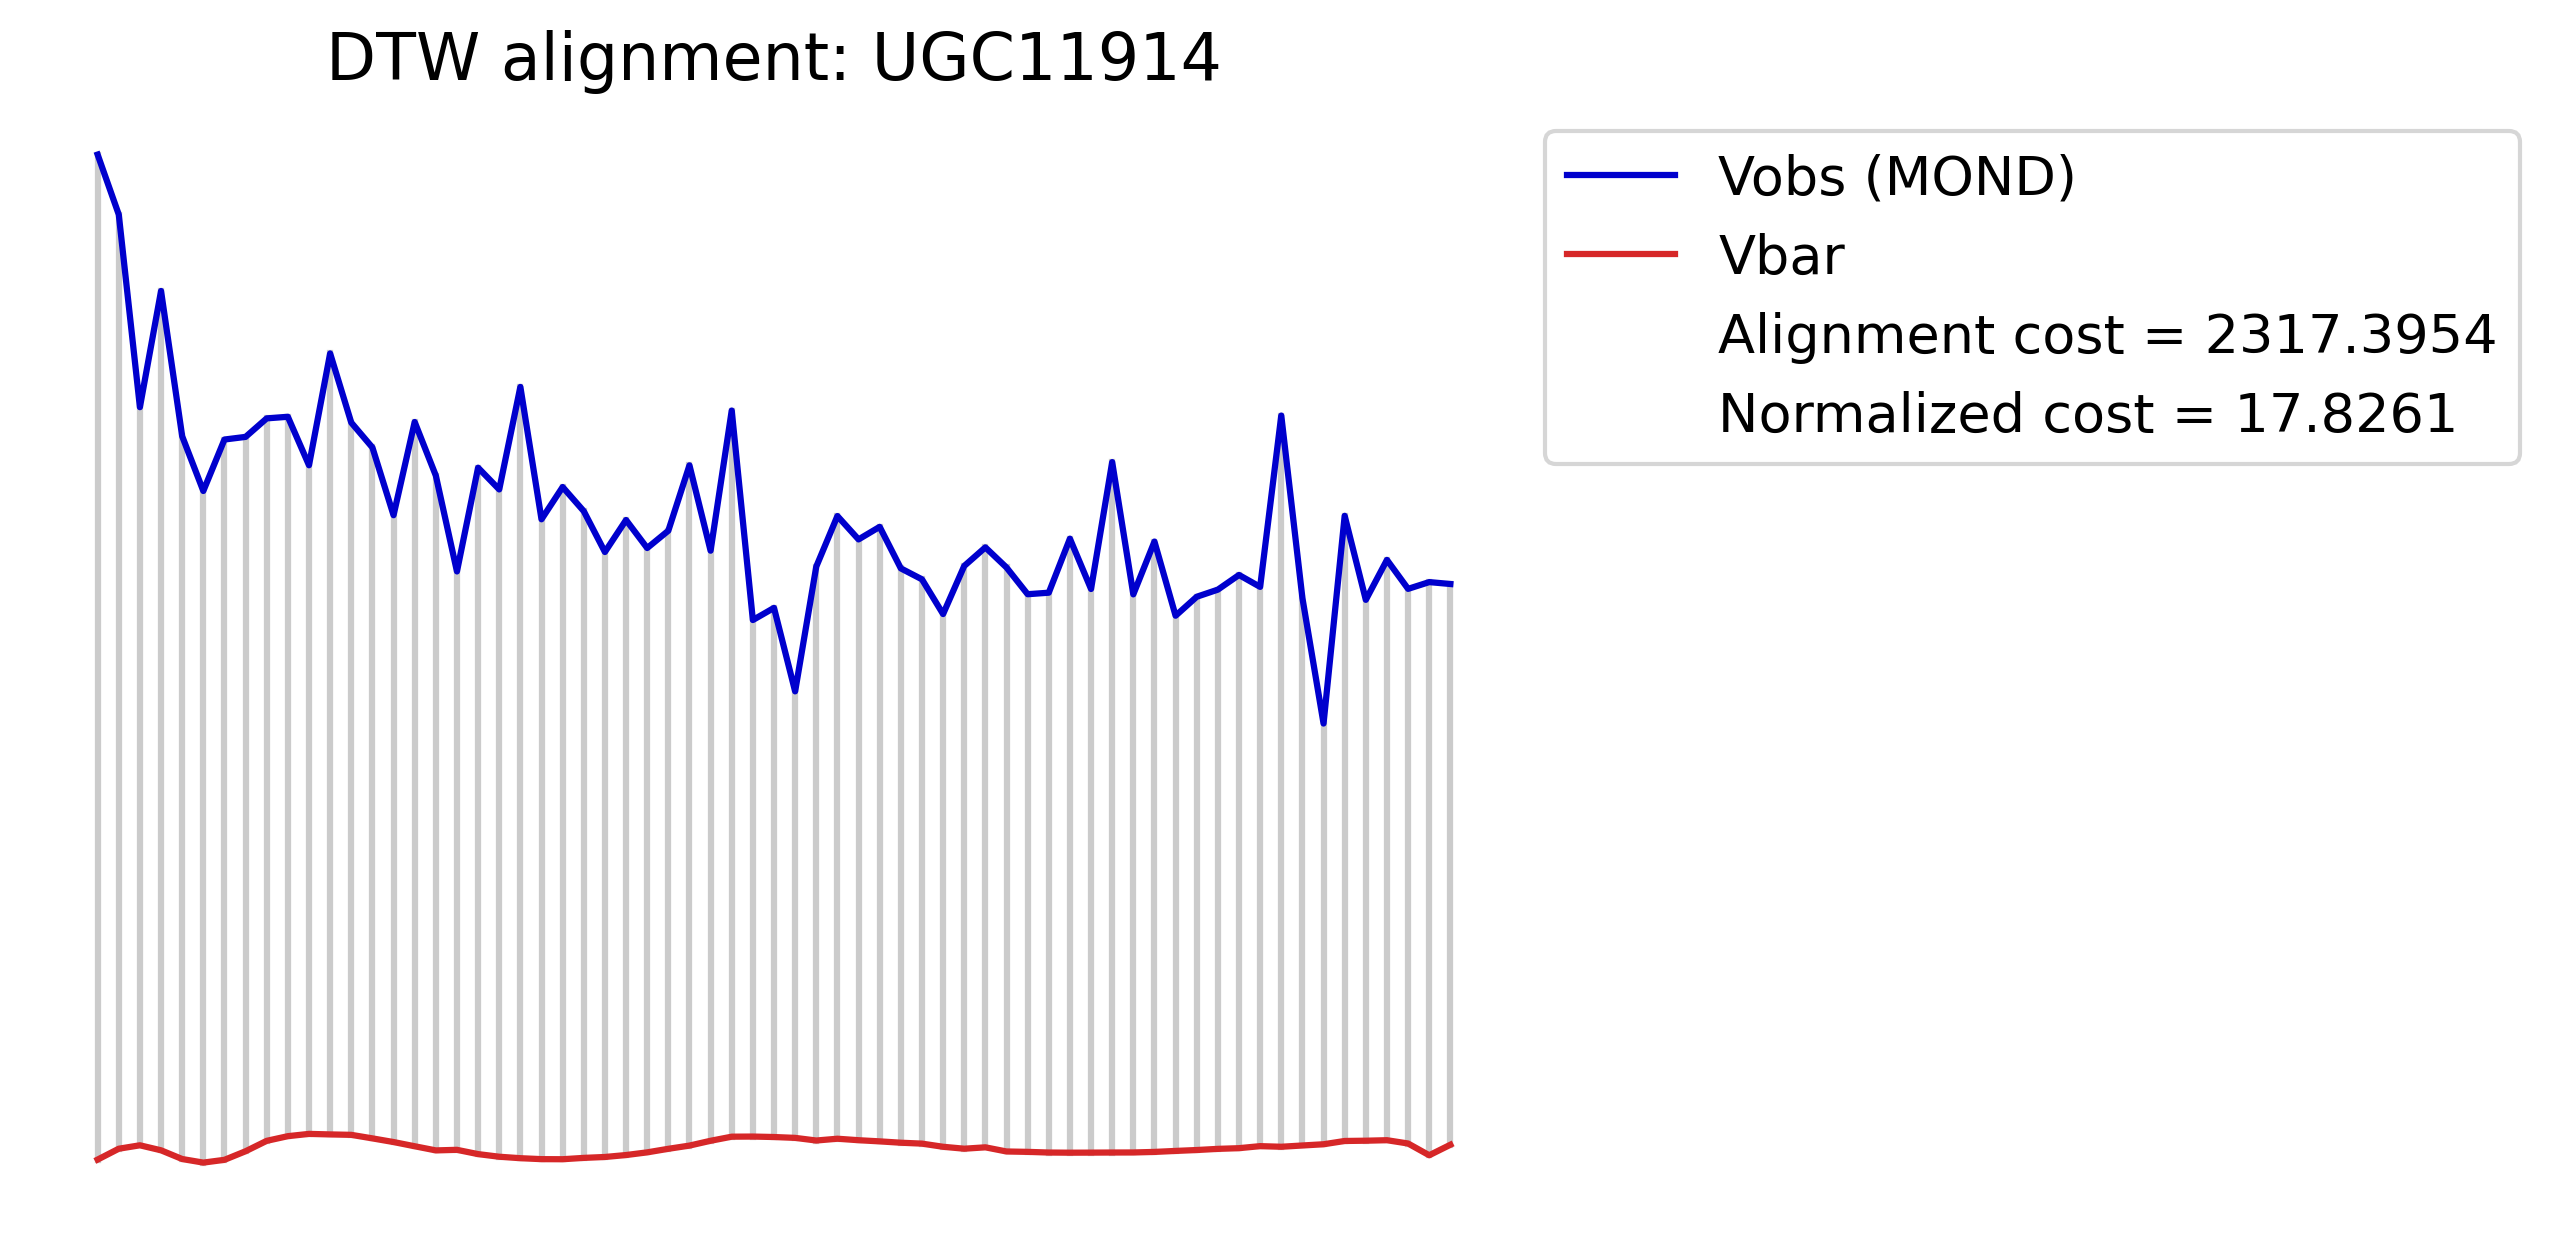 DTW alignment: UGC11914
Vobs (MOND)
Vbar
Alignment cost = 2317.3954
Normalized cost = 17.8261